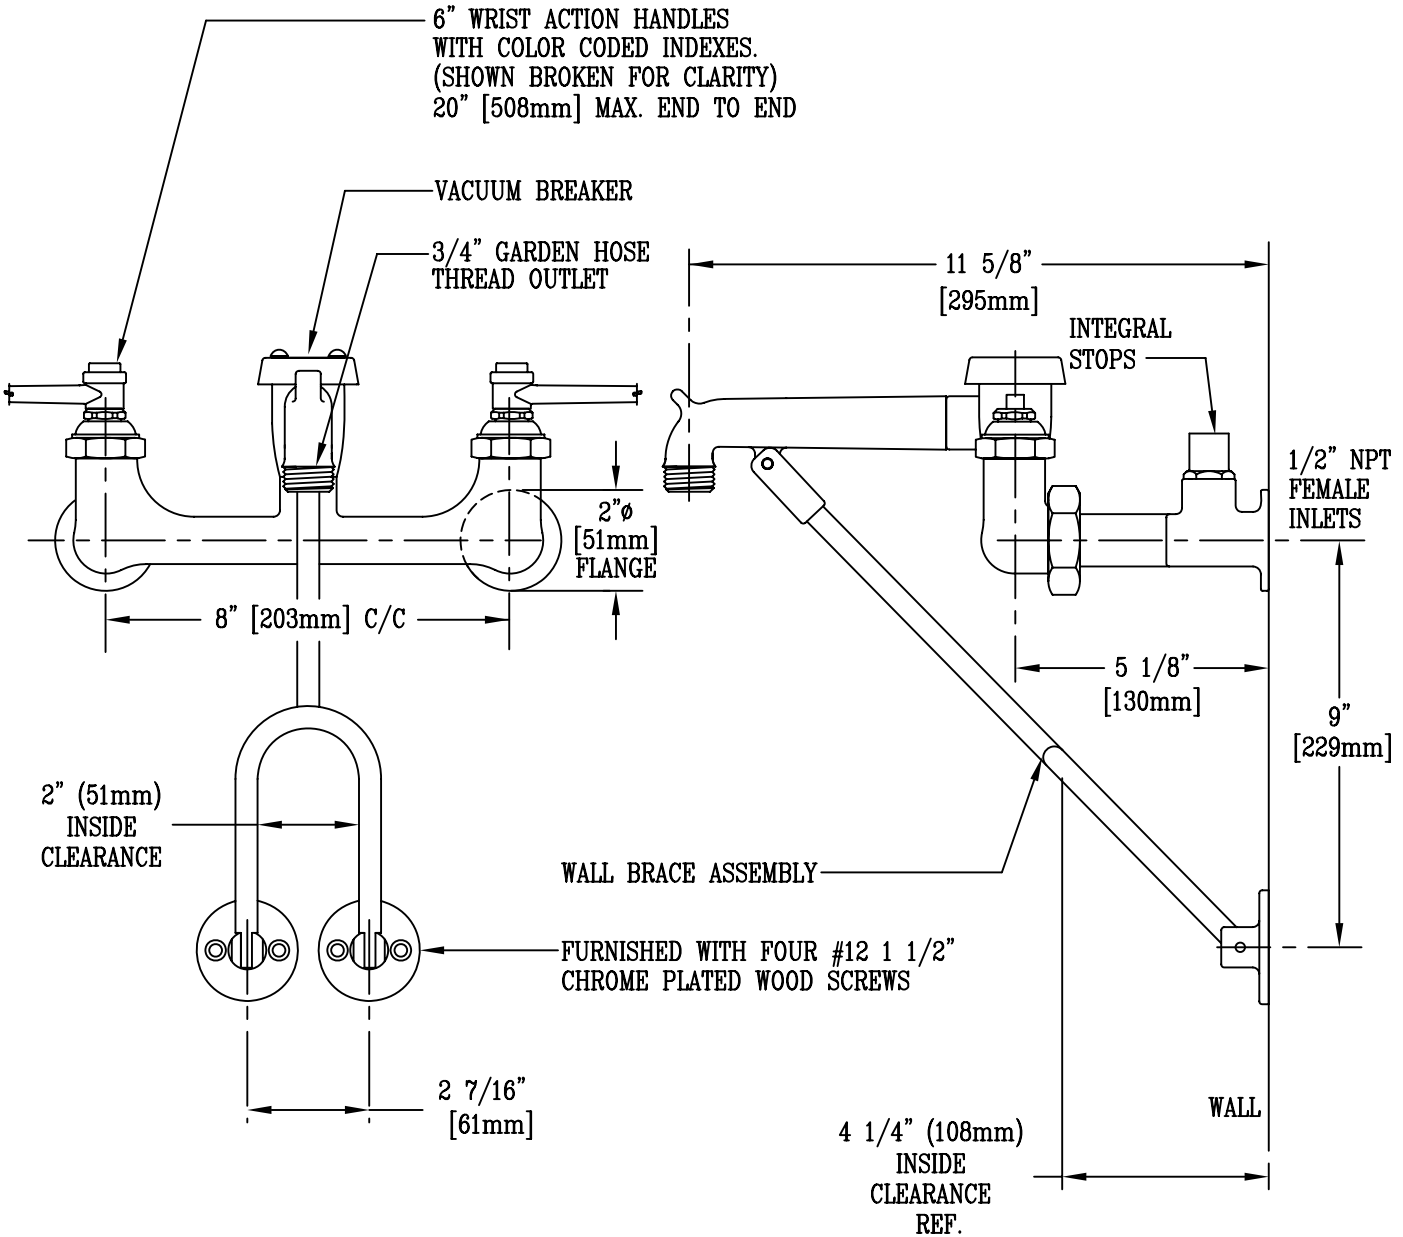 6" WRIST ACTION HANDLES
WITH COLOR CODED INDEXES.
(SHOWN BROKEN FOR CLARITY)
20" [508mm] MAX. END TO END
VACUUM BREAKER
3/4" GARDEN HOSE
THREAD OUTLET
11 5/8"
[295mm]
INTEGRAL
STOPS
1/2" NPT
FEMALE
INLETS
2"ø
[51mm]
FLANGE
8" [203mm] C/C
5 1/8"
[130mm]
9"
[229mm]
2" (51mm)
INSIDE
CLEARANCE
WALL BRACE ASSEMBLY
FURNISHED WITH FOUR #12 1 1/2"
CHROME PLATED WOOD SCREWS
2 7/16"
[61mm]
WALL
4 1/4" (108mm)
INSIDE
CLEARANCE
REF.